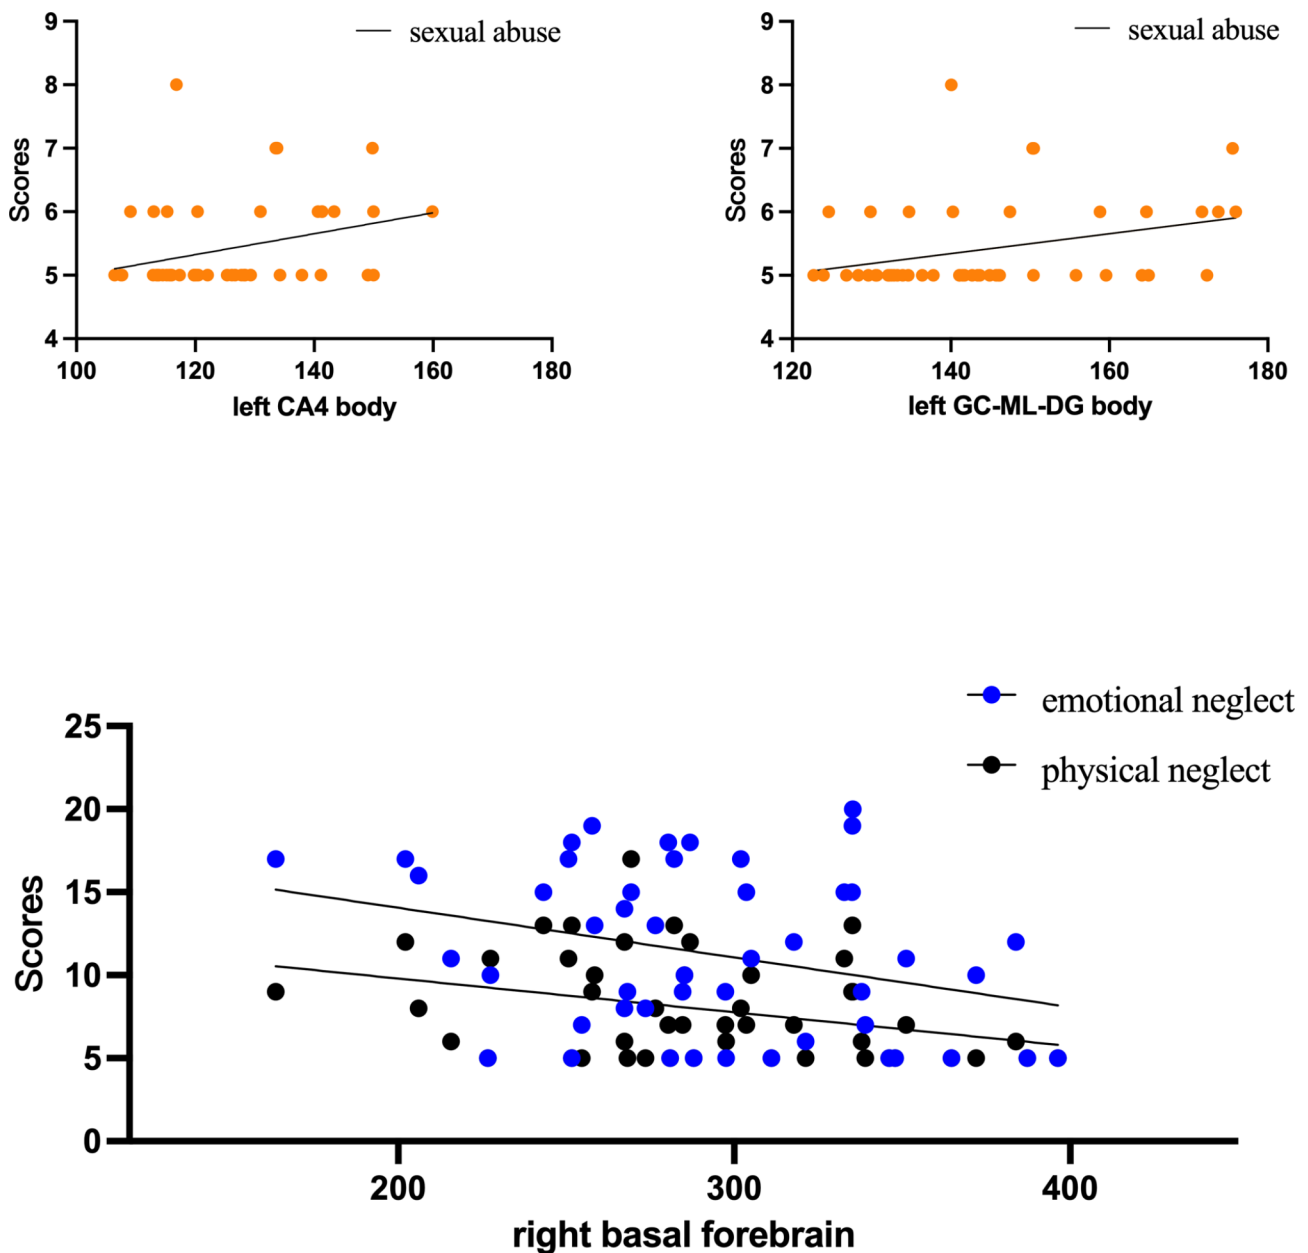 sexual abuse
9
8
7
6
5
4
Scores
100 120 140 160 180
left CA4 body
sexual abuse
9
8
7
6
5
4
Scores
120 140 160 180
left GC-ML-DG body
emotional neglect
physical neglect
25
20
15
10
5
0
Scores
200 300 400
right basal forebrain